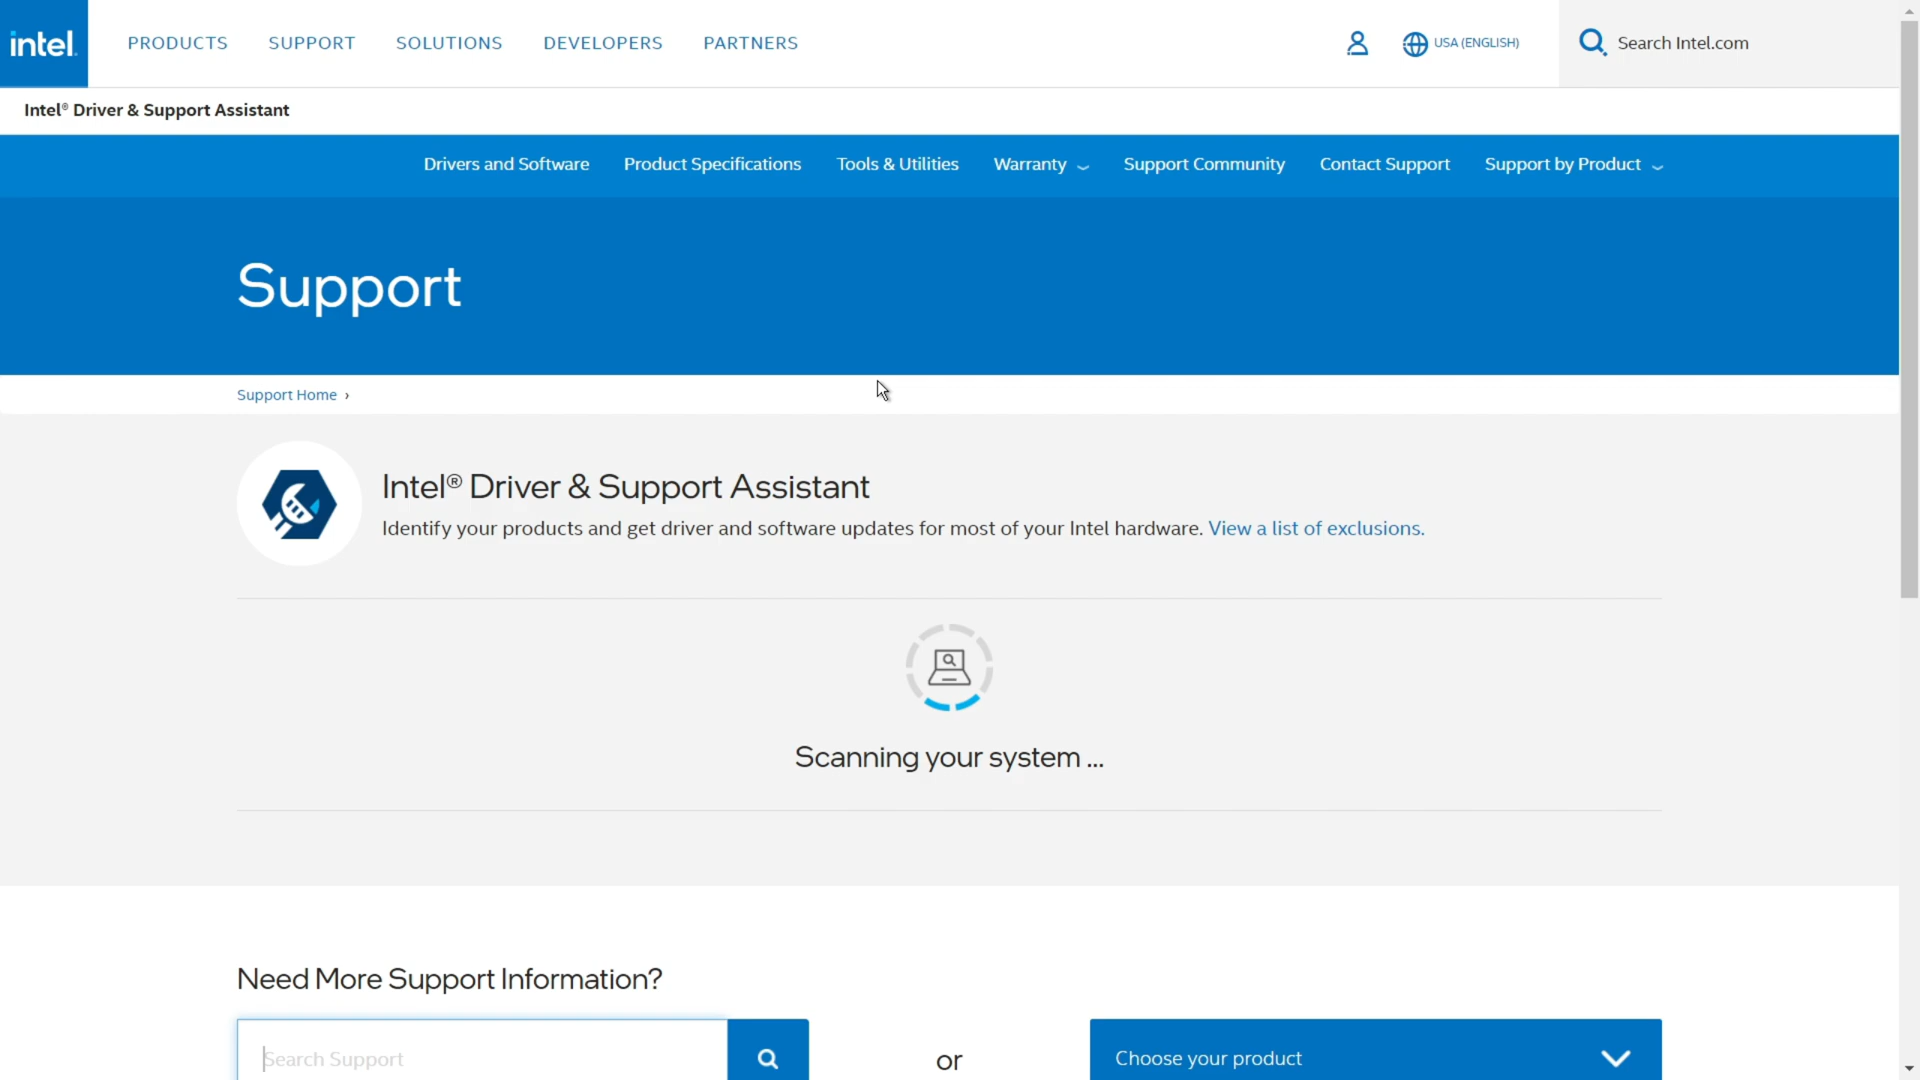 intel.
PRODUCTS SUPPORT SOLUTIONS DEVELOPERS PARTNERS USA (ENGLISH) Search Intel.com
Intel® Driver & Support Assistant
Drivers and Software Product Specifications Tools & Utilities Warranty Support Community Contact Support Support by Product
Support
Support Home ›
Intel® Driver & Support Assistant
Identify your products and get driver and software updates for most of your Intel hardware. View a list of exclusions.
Scanning your system ...
Need More Support Information?
Search Support or Choose your product